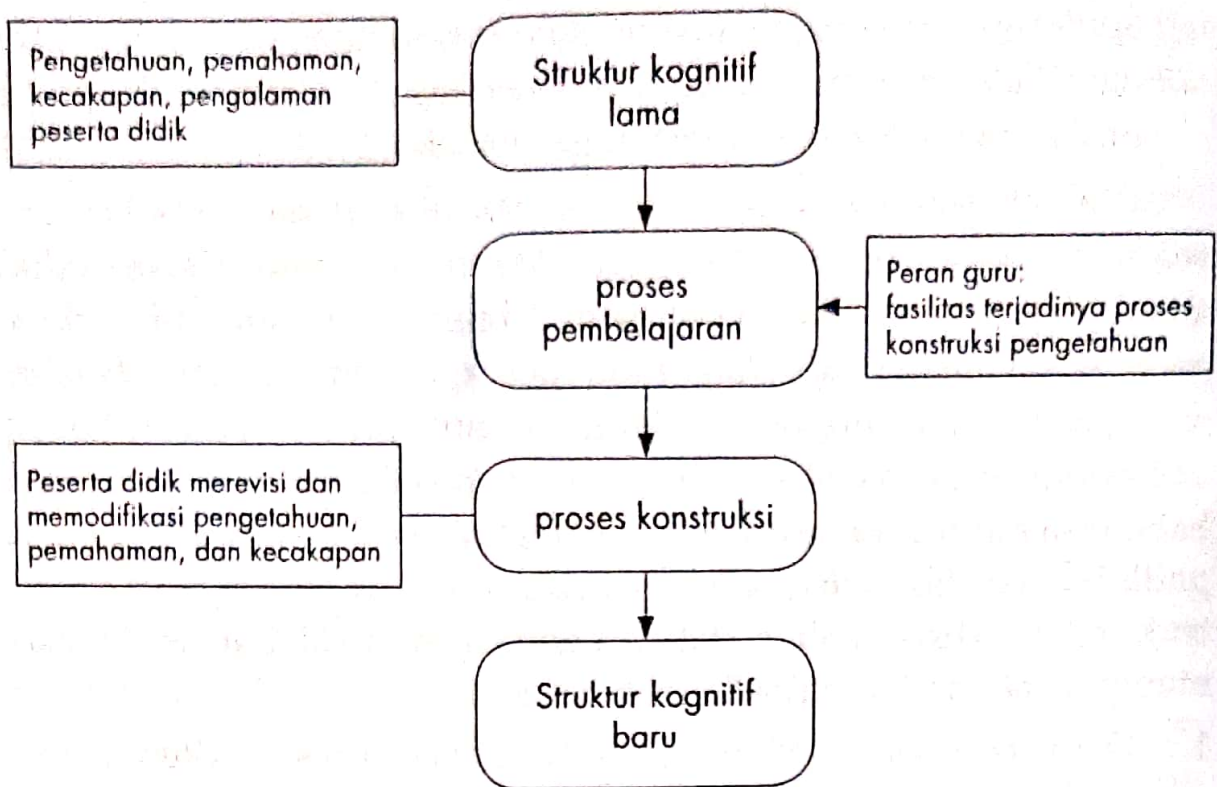 Pengetahuan, pemahaman,
kecakapan, pengalaman
peserta didik
Struktur kognitif
lama
proses
pembelajaran
Peran guru:
fasilitas terjadinya proses
konstruksi pengetahuan
Peserta didik merevisi dan
memodifikasi pengetahuan,
pemahaman, dan kecakapan
proses konstruksi
Struktur kognitif
baru